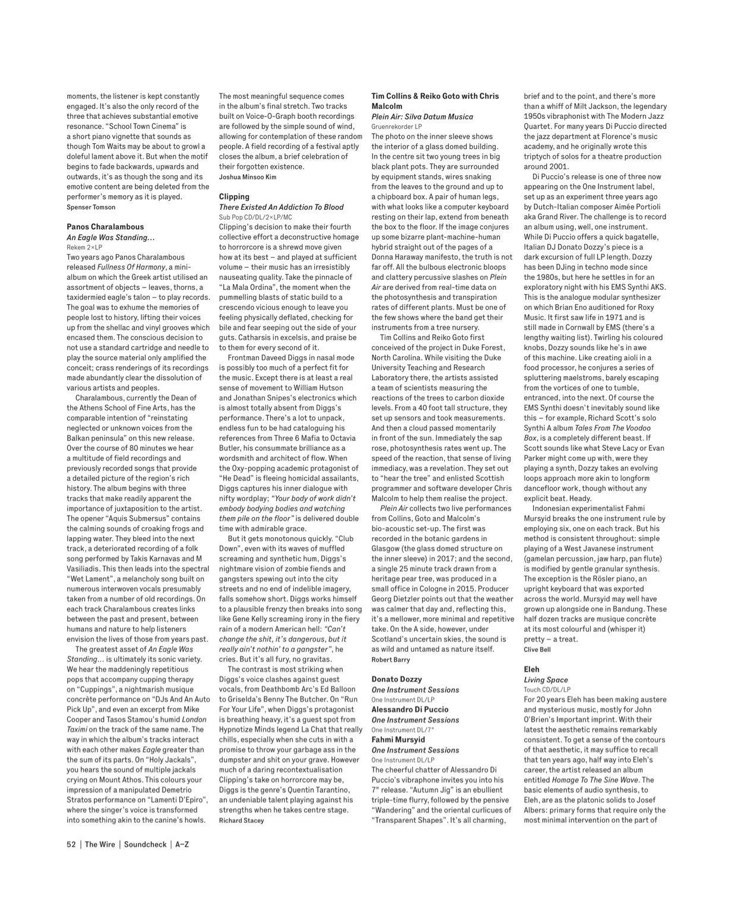 moments, the listener is kept constantly
engaged. It's also the only record of the
three that achieves substantial emotive
resonance. "School Town Cinema" is
a short piano vignette that sounds as
though Tom Waits may be about to growl a
doleful lament above it. But when the motif
begins to fade backwards, upwards and
outwards, it's as though the song and its
emotive content are being deleted from the
performer's memory as it is played.
Spenser Tomson
Panos Charalambous
An Eagle Was Standing...
Rekem 2×LP
Two years ago Panos Charalambous
released Fullness Of Harmony, a mini-
album on which the Greek artist utilised an
assortment of objects – leaves, thorns, a
taxidermied eagle's talon – to play records.
The goal was to exhume the memories of
people lost to history, lifting their voices
up from the shellac and vinyl grooves which
encased them. The conscious decision to
not use a standard cartridge and needle to
play the source material only amplified the
conceit; crass renderings of its recordings
made abundantly clear the dissolution of
various artists and peoples.
Charalambous, currently the Dean of
the Athens School of Fine Arts, has the
comparable intention of "reinstating
neglected or unknown voices from the
Balkan peninsula" on this new release.
Over the course of 80 minutes we hear
a multitude of field recordings and
previously recorded songs that provide
a detailed picture of the region's rich
history. The album begins with three
tracks that make readily apparent the
importance of juxtaposition to the artist.
The opener "Aquis Submersus" contains
the calming sounds of croaking frogs and
lapping water. They bleed into the next
track, a deteriorated recording of a folk
song performed by Takis Karnavas and M
Vasiliadis. This then leads into the spectral
"Wet Lament", a melancholy song built on
numerous interwoven vocals presumably
taken from a number of old recordings. On
each track Charalambous creates links
between the past and present, between
humans and nature to help listeners
envision the lives of those from years past.
The greatest asset of An Eagle Was
Standing... is ultimately its sonic variety.
We hear the maddeningly repetitious
pops that accompany cupping therapy
on "Cuppings", a nightmarish musique
concrète performance on "DJs And An Auto
Pick Up", and even an excerpt from Mike
Cooper and Tasos Stamou's humid London
Taximi on the track of the same name. The
way in which the album's tracks interact
with each other makes Eagle greater than
the sum of its parts. On "Holy Jackals",
you hears the sound of multiple jackals
crying on Mount Athos. This colours your
impression of a manipulated Demetrio
Stratos performance on "Lamenti D'Epiro",
where the singer's voice is transformed
into something akin to the canine's howls.
The most meaningful sequence comes
in the album's final stretch. Two tracks
built on Voice-O-Graph booth recordings
are followed by the simple sound of wind,
allowing for contemplation of these random
people. A field recording of a festival aptly
closes the album, a brief celebration of
their forgotten existence.
Joshua Minsoo Kim
Clipping
There Existed An Addiction To Blood
Sub Pop CD/DL/2×LP/MC
Clipping's decision to make their fourth
collective effort a deconstructive homage
to horrorcore is a shrewd move given
how at its best – and played at sufficient
volume – their music has an irresistibly
nauseating quality. Take the pinnacle of
"La Mala Ordina", the moment when the
pummelling blasts of static build to a
crescendo vicious enough to leave you
feeling physically deflated, checking for
bile and fear seeping out the side of your
guts. Catharsis in excelsis, and praise be
to them for every second of it.
Frontman Daveed Diggs in nasal mode
is possibly too much of a perfect fit for
the music. Except there is at least a real
sense of movement to William Hutson
and Jonathan Snipes's electronics which
is almost totally absent from Diggs's
performance. There's a lot to unpack,
endless fun to be had cataloguing his
references from Three 6 Mafia to Octavia
Butler, his consummate brilliance as a
wordsmith and architect of flow. When
the Oxy-popping academic protagonist of
"He Dead" is fleeing homicidal assailants,
Diggs captures his inner dialogue with
nifty wordplay; "Your body of work didn't
embody bodying bodies and watching
them pile on the floor" is delivered double
time with admirable grace.
But it gets monotonous quickly. "Club
Down", even with its waves of muffled
screaming and synthetic hum, Diggs's
nightmare vision of zombie fiends and
gangsters spewing out into the city
streets and no end of indelible imagery,
falls somehow short. Diggs works himself
to a plausible frenzy then breaks into song
like Gene Kelly screaming irony in the fiery
rain of a modern American hell: "Can't
change the shit, it's dangerous, but it
really ain't nothin' to a gangster", he
cries. But it's all fury, no gravitas.
The contrast is most striking when
Diggs's voice clashes against guest
vocals, from Deathbomb Arc's Ed Balloon
to Griselda's Benny The Butcher. On "Run
For Your Life", when Diggs's protagonist
is breathing heavy, it's a guest spot from
Hypnotize Minds legend La Chat that really
chills, especially when she cuts in with a
promise to throw your garbage ass in the
dumpster and shit on your grave. However
much of a daring recontextualisation
Clipping's take on horrorcore may be,
Diggs is the genre's Quentin Tarantino,
an undeniable talent playing against his
strengths when he takes centre stage.
Richard Stacey
Tim Collins & Reiko Goto with Chris
Malcolm
Plein Air: Silva Datum Musica
Gruenrekorder LP
The photo on the inner sleeve shows
the interior of a glass domed building.
In the centre sit two young trees in big
black plant pots. They are surrounded
by equipment stands, wires snaking
from the leaves to the ground and up to
a chipboard box. A pair of human legs,
with what looks like a computer keyboard
resting on their lap, extend from beneath
the box to the floor. If the image conjures
up some bizarre plant-machine-human
hybrid straight out of the pages of a
Donna Haraway manifesto, the truth is not
far off. All the bulbous electronic bloops
and clattery percussive slashes on Plein
Air are derived from real-time data on
the photosynthesis and transpiration
rates of different plants. Must be one of
the few shows where the band get their
instruments from a tree nursery.
Tim Collins and Reiko Goto first
conceived of the project in Duke Forest,
North Carolina. While visiting the Duke
University Teaching and Research
Laboratory there, the artists assisted
a team of scientists measuring the
reactions of the trees to carbon dioxide
levels. From a 40 foot tall structure, they
set up sensors and took measurements.
And then a cloud passed momentarily
in front of the sun. Immediately the sap
rose, photosynthesis rates went up. The
speed of the reaction, that sense of living
immediacy, was a revelation. They set out
to "hear the tree" and enlisted Scottish
programmer and software developer Chris
Malcolm to help them realise the project.
Plein Air collects two live performances
from Collins, Goto and Malcolm's
bio-acoustic set-up. The first was
recorded in the botanic gardens in
Glasgow (the glass domed structure on
the inner sleeve) in 2017; and the second,
a single 25 minute track drawn from a
heritage pear tree, was produced in a
small office in Cologne in 2015. Producer
Georg Dietzler points out that the weather
was calmer that day and, reflecting this,
it's a mellower, more minimal and repetitive
take. On the A side, however, under
Scotland's uncertain skies, the sound is
as wild and untamed as nature itself.
Robert Barry
Donato Dozzy
One Instrument Sessions
One Instrument DL/LP
Alessandro Di Puccio
One Instrument Sessions
One Instrument DL/7"
Fahmi Mursyid
One Instrument Sessions
One Instrument DL/LP
The cheerful chatter of Alessandro Di
Puccio's vibraphone invites you into his
7" release. "Autumn Jig" is an ebullient
triple-time flurry, followed by the pensive
"Wandering" and the oriental curlicues of
"Transparent Shapes". It's all charming,
brief and to the point, and there's more
than a whiff of Milt Jackson, the legendary
1950s vibraphonist with The Modern Jazz
Quartet. For many years Di Puccio directed
the jazz department at Florence's music
academy, and he originally wrote this
triptych of solos for a theatre production
around 2001.
Di Puccio's release is one of three now
appearing on the One Instrument label,
set up as an experiment three years ago
by Dutch-Italian composer Aimée Portioli
aka Grand River. The challenge is to record
an album using, well, one instrument.
While Di Puccio offers a quick bagatelle,
Italian DJ Donato Dozzy's piece is a
dark excursion of full LP length. Dozzy
has been DJing in techno mode since
the 1980s, but here he settles in for an
exploratory night with his EMS Synthi AKS.
This is the analogue modular synthesizer
on which Brian Eno auditioned for Roxy
Music. It first saw life in 1971 and is
still made in Cornwall by EMS (there's a
lengthy waiting list). Twirling his coloured
knobs, Dozzy sounds like he's in awe
of this machine. Like creating aioli in a
food processor, he conjures a series of
spluttering maelstroms, barely escaping
from the vortices of one to tumble,
entranced, into the next. Of course the
EMS Synthi doesn't inevitably sound like
this – for example, Richard Scott's solo
Synthi A album Tales From The Voodoo
Box, is a completely different beast. If
Scott sounds like what Steve Lacy or Evan
Parker might come up with, were they
playing a synth, Dozzy takes an evolving
loops approach more akin to longform
dancefloor work, though without any
explicit beat. Heady.
Indonesian experimentalist Fahmi
Mursyid breaks the one instrument rule by
employing six, one on each track. But his
method is consistent throughout: simple
playing of a West Javanese instrument
(gamelan percussion, jaw harp, pan flute)
is modified by gentle granular synthesis.
The exception is the Rösler piano, an
upright keyboard that was exported
across the world. Mursyid may well have
grown up alongside one in Bandung. These
half dozen tracks are musique concrète
at its most colourful and (whisper it)
pretty – a treat.
Clive Bell
Eleh
Living Space
Touch CD/DL/LP
For 20 years Eleh has been making austere
and mysterious music, mostly for John
O'Brien's Important imprint. With their
latest the aesthetic remains remarkably
consistent. To get a sense of the contours
of that aesthetic, it may suffice to recall
that ten years ago, half way into Eleh's
career, the artist released an album
entitled Homage To The Sine Wave. The
basic elements of audio synthesis, to
Eleh, are as the platonic solids to Josef
Albers: primary forms that require only the
most minimal intervention on the part of
52 | The Wire | Soundcheck | A–Z